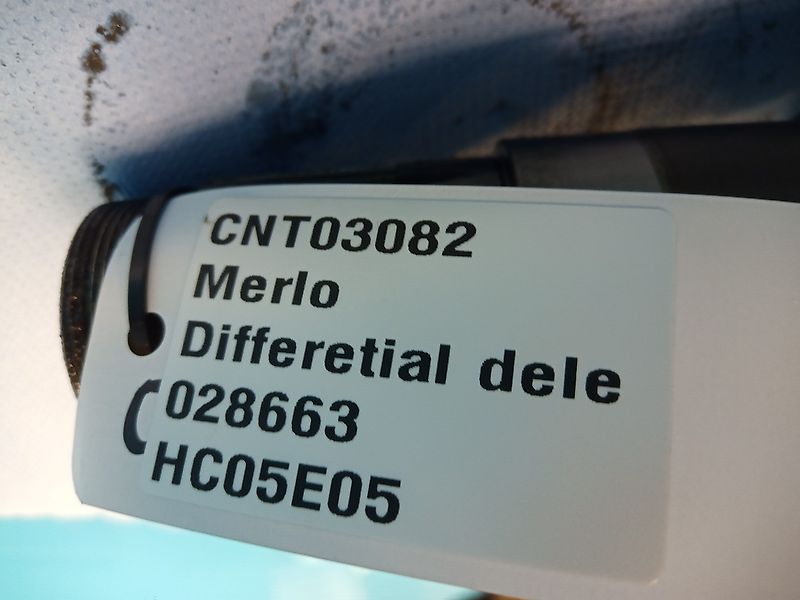 CNT03082
Merlo
Differetial dele
028663
HC05E05